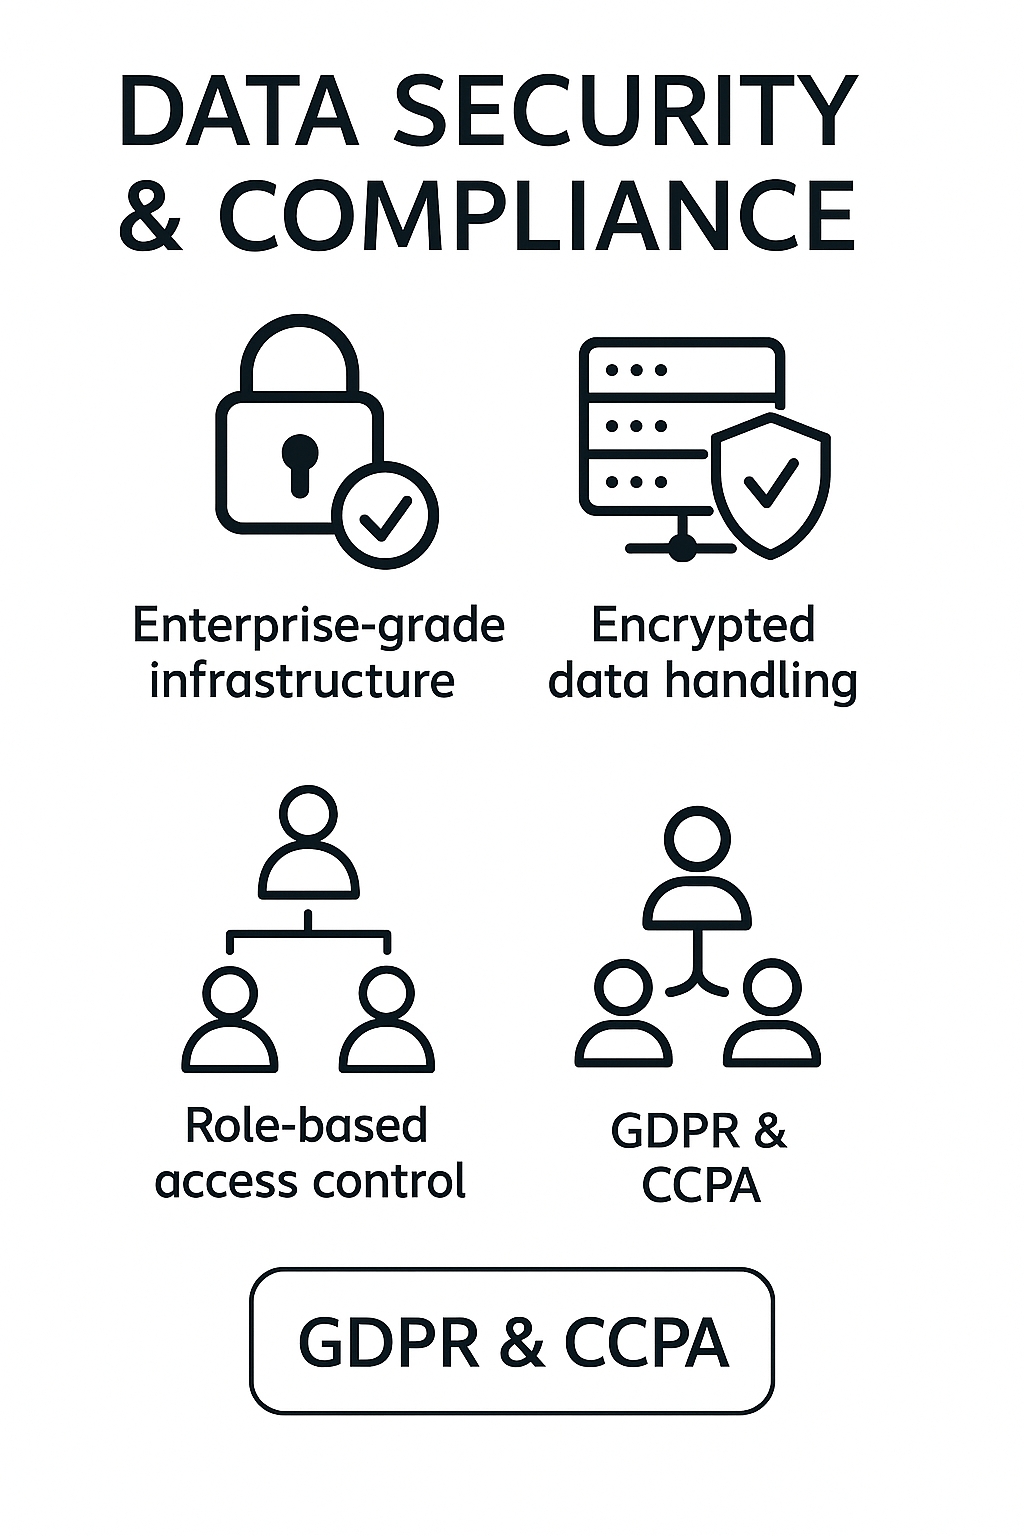 DATA SECURITY
& COMPLIANCE
Enterprise-grade
infrastructure
Encrypted
data handling
Role-based
access control
GDPR &
CCPA
GDPR & CCPA